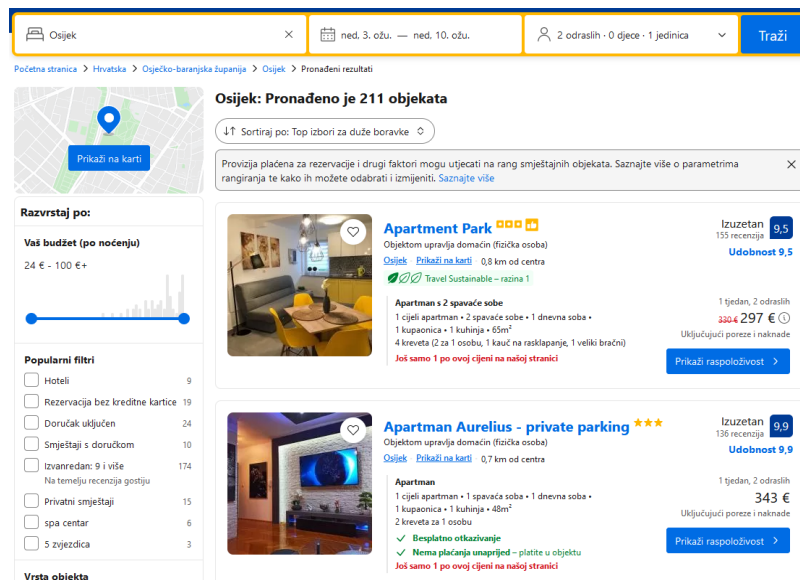 Osijek
ned, 3. ožu. — ned, 10. ožu.
2 odraslih · 0 djece · 1 jedinica
Traži
Početna stranica > Hrvatska > Osječko-baranjska županija > Osijek > Pronađeni rezultati
Prikaži na karti
Razvrstaj po:
Vaš budžet (po noćenju)
24 € - 100 €+
Popularni filtri
Hoteli 9
Rezervacija bez kreditne kartice 19
Doručak uključen 24
Smještaji s doručkom 10
Izvanredan: 9 i više 174
Na temelju recenzija gostiju
Privatni smještaji 15
spa centar 6
5 zvjezdica 3
Vrsta objekta
Osijek: Pronađeno je 211 objekata
Sortiraj po: Top izbori za duže boravke
Provizija plaćena za rezervacije i drugi faktori mogu utjecati na rang smještajnih objekata. Saznajte više o parametrima
rangiranja te kako ih možete odabrati i izmijeniti. Saznajte više
Apartment Park
Objektom upravlja domaćin (fizička osoba)
Osijek Prikaži na karti 0,8 km od centra
Travel Sustainable – razina 1
Apartman s 2 spavaće sobe
1 cijeli apartman • 2 spavaće sobe • 1 dnevna soba •
1 kupaonica • 1 kuhinja • 65m²
4 kreveta (2 za 1 osobu, 1 kauč na rasklapanje, 1 veliki bračni)
Još samo 1 po ovoj cijeni na našoj stranici
Izuzetan 9,5
155 recenzija
Udobnost 9,5
1 tjedan, 2 odraslih
330 € 297 €
Uključujući poreze i naknade
Prikaži raspoloživost
Apartman Aurelius - private parking
Objektom upravlja domaćin (fizička osoba)
Osijek Prikaži na karti 0,7 km od centra
Apartman
1 cijeli apartman • 1 spavaća soba • 1 dnevna soba •
1 kupaonica • 1 kuhinja • 48m²
2 kreveta za 1 osobu
Besplatno otkazivanje
Nema plaćanja unaprijed – platite u objektu
Još samo 1 po ovoj cijeni na našoj stranici
Izuzetan 9,9
136 recenzija
Udobnost 9,9
1 tjedan, 2 odraslih
343 €
Uključujući poreze i naknade
Prikaži raspoloživost